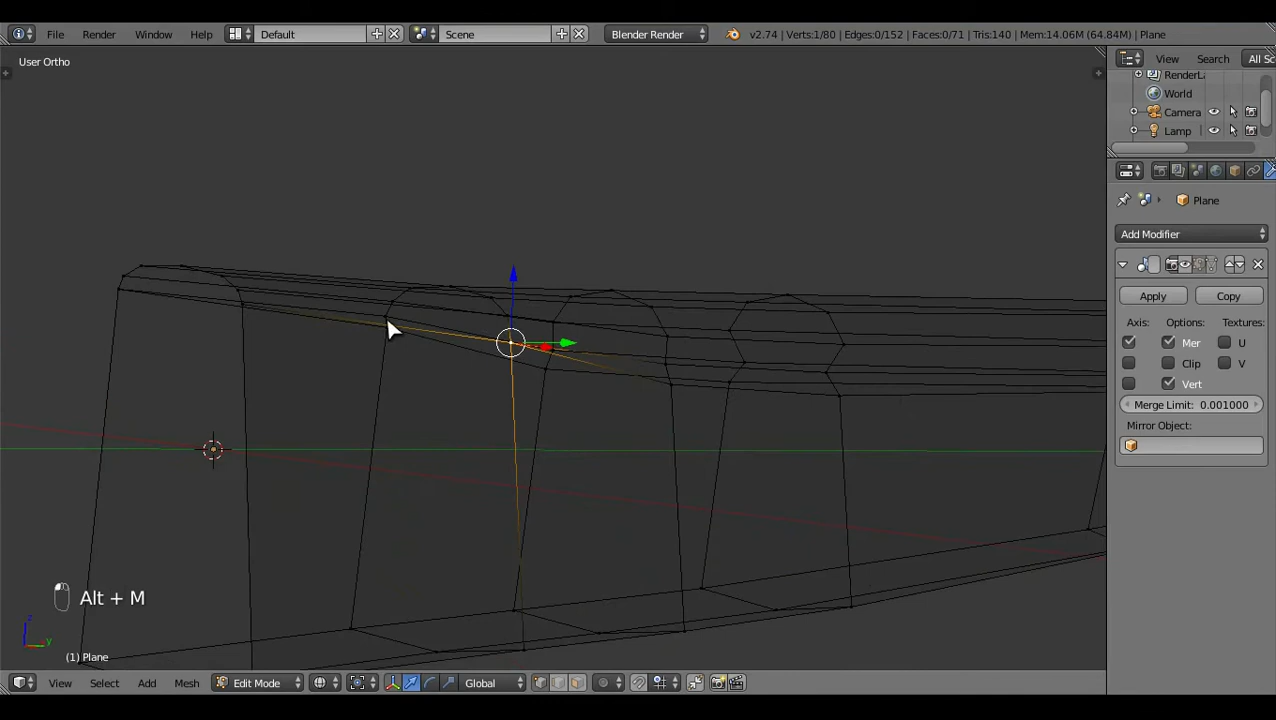 File Render Window Help Default Scene Blender Render v2.74 | Verts:1/80 | Edges:0/152 | Faces:0/71 | Tris:140 | Mem:14.06M (64.84M) | Plane
User Ortho
View Search All Sc
RenderLa
World
Camera
Lamp
Plane
Add Modifier
Apply Copy
Axis: Options: Textures:
Mer U
Clip V
Vert
Merge Limit: 0.001000
Mirror Object:
Alt + M
z
y
(1) Plane
View Select Add Mesh Edit Mode Global